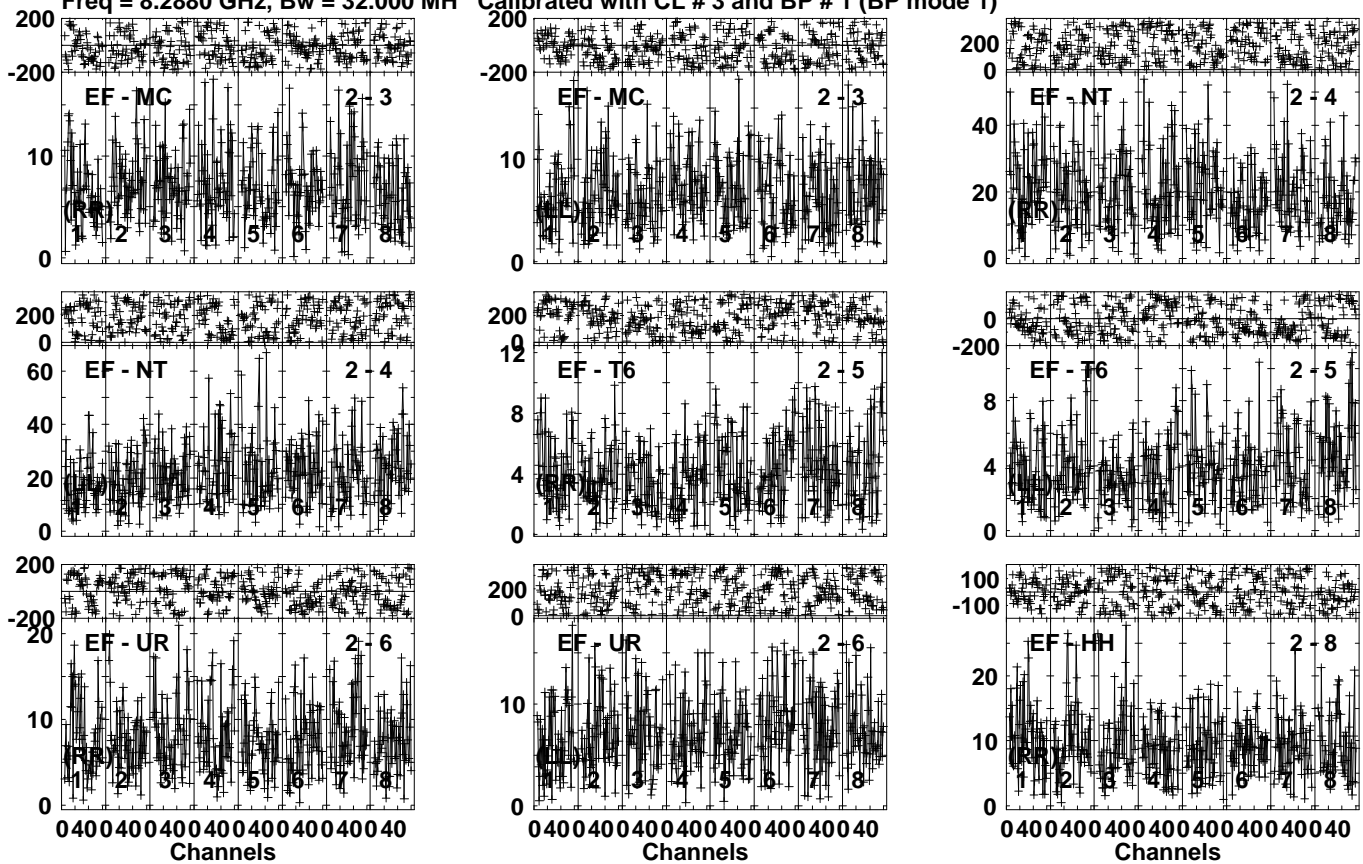 Freq = 8.2880 GHz, Bw = 32.000 MH Calibrated with CL # 3 and BP # 1 (BP mode 1)
200
-200
EF - MC 2 - 3
10
(RR)
1 2 3 4 5 6 7 8
0
EF - MC 2 - 3
10
(LL)
1 2 3 4 5 6 7 8
0
200
0
EF - NT 2 - 4
40
30
20
10
(RR)
1 2 3 4 5 6 7 8
0
200
0
EF - NT 2 - 4
60
40
20
(LL)
1 2 3 4 5 6 7 8
0
200
0
12
EF - T6 2 - 5
8
4
(RR)
1 2 3 4 5 6 7 8
0
0
-200
EF - T6 2 - 5
8
4
(LL)
1 2 3 4 5 6 7 8
0
200
-200
20
EF - UR 2 - 6
10
(RR)
1 2 3 4 5 6 7 8
0
0 40 0 40 0 40 0 40 0 40 0 40 0 40 0 40
Channels
200
0
EF - UR 2 - 6
10
(LL)
1 2 3 4 5 6 7 8
0
0 40 0 40 0 40 0 40 0 40 0 40 0 40 0 40
Channels
100
-100
EF - HH 2 - 8
20
10
(RR)
1 2 3 4 5 6 7 8
0
0 40 0 40 0 40 0 40 0 40 0 40 0 40 0 40
Channels